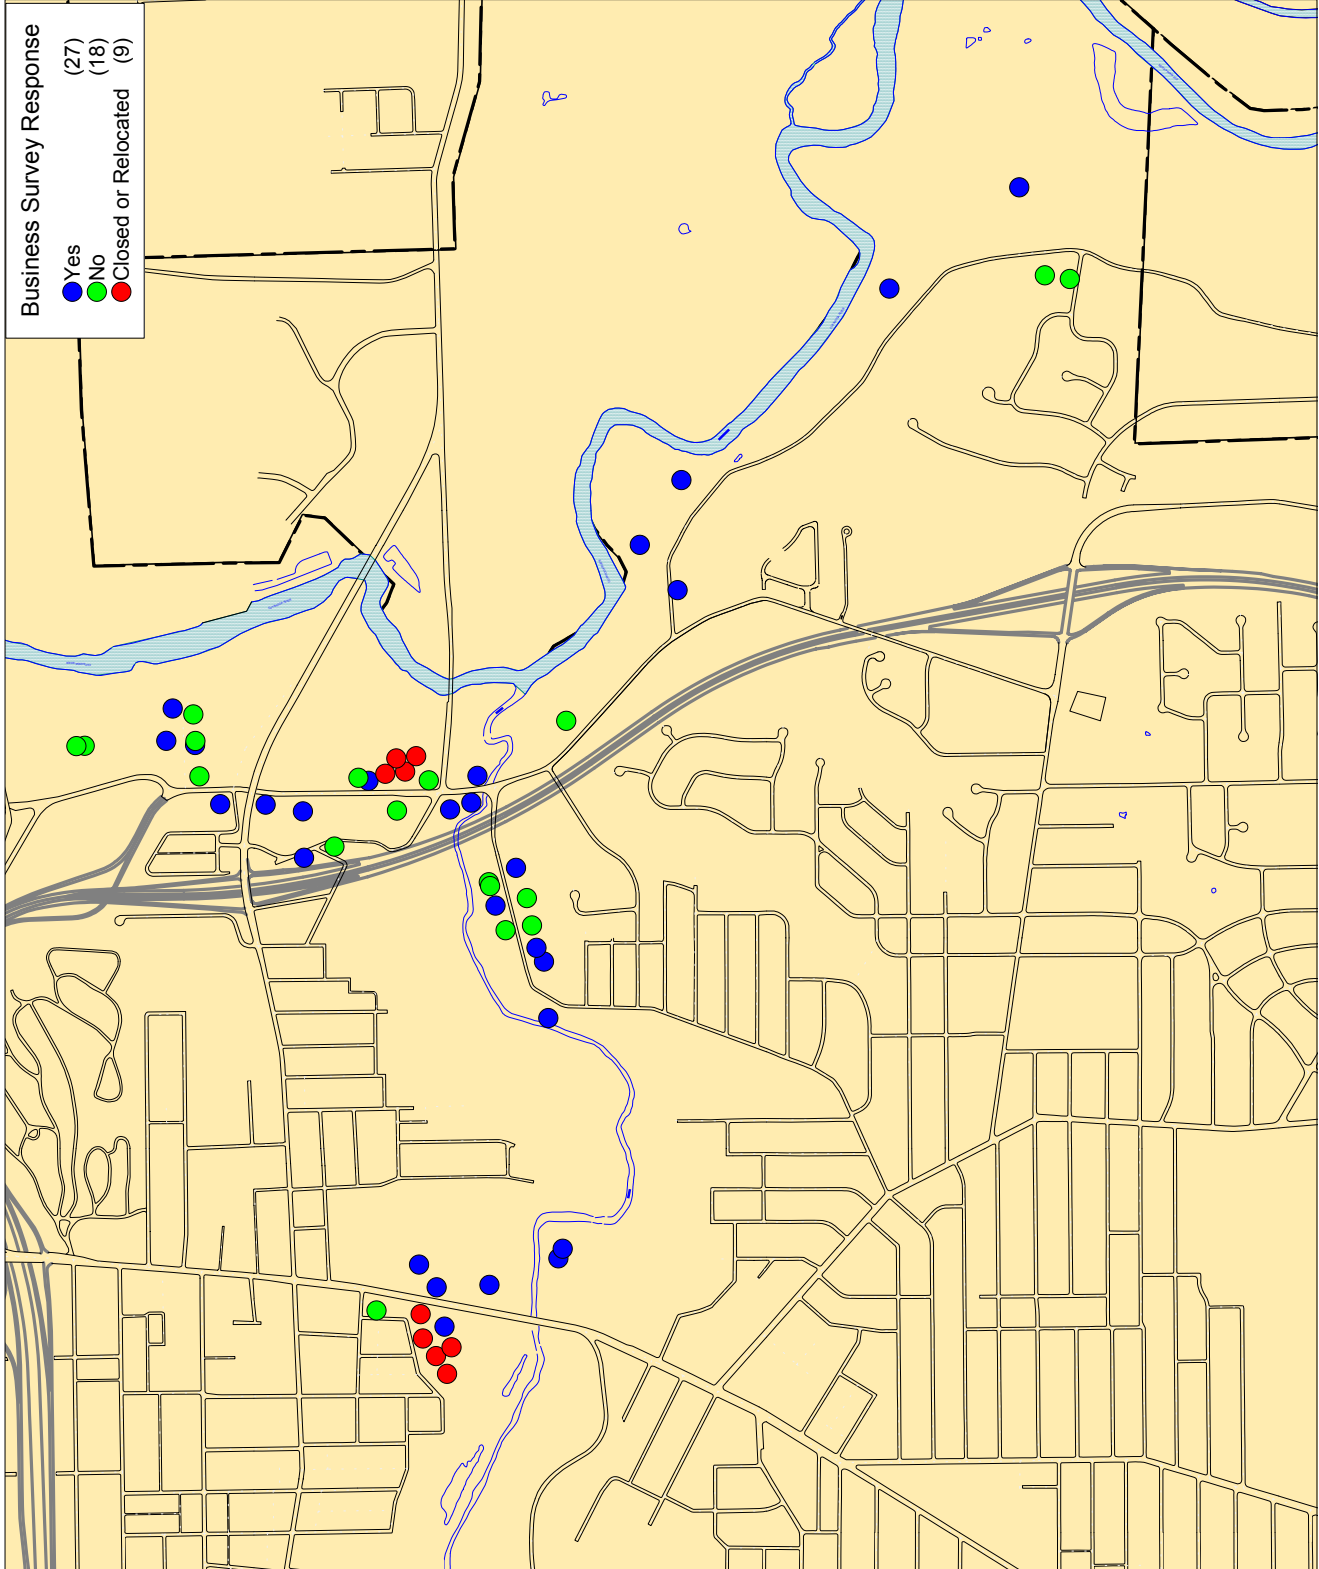 Business Survey Response
Yes (27)
No (18)
Closed or Relocated (9)